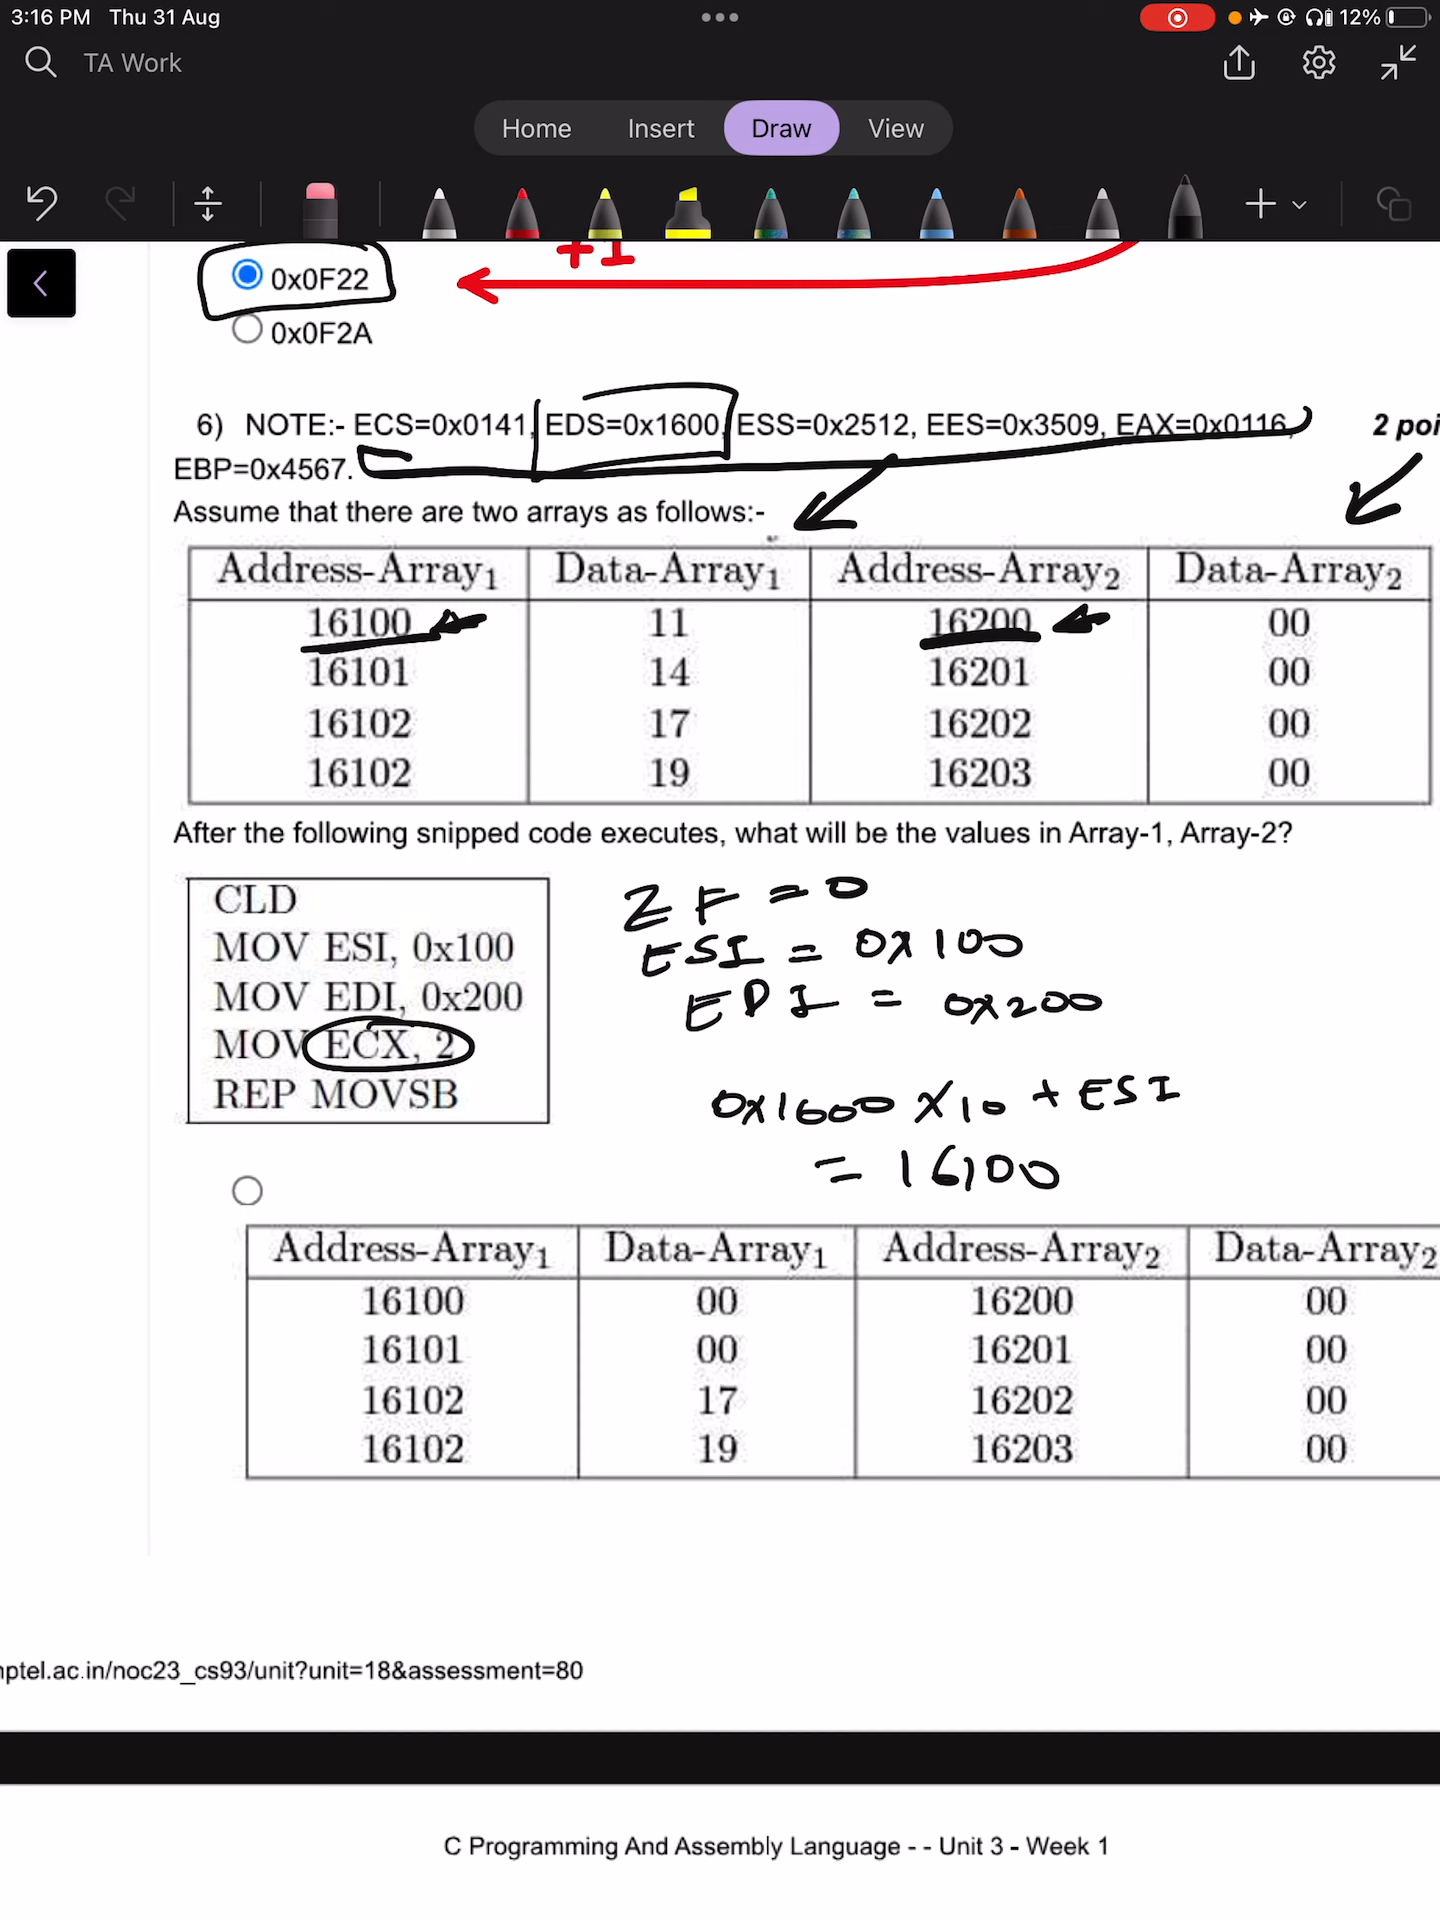 3:16 PM Thu 31 Aug
12%
TA Work
Home Insert Draw View
+1
0x0F22
0x0F2A
6) NOTE:- ECS=0x0141, EDS=0x1600, ESS=0x2512, EES=0x3509, EAX=0x0116, 2 poi
EBP=0x4567.
Assume that there are two arrays as follows:-
Address-Array1 Data-Array1 Address-Array2 Data-Array2
16100 11 16200 00
16101 14 16201 00
16102 17 16202 00
16102 19 16203 00
After the following snipped code executes, what will be the values in Array-1, Array-2?
CLD
MOV ESI, 0x100
MOV EDI, 0x200
MOV ECX, 2
REP MOVSB
ZF = 0
ESI = 0x100
EDI = 0x200
0x1600 X10 + ESI
= 16100
Address-Array1 Data-Array1 Address-Array2 Data-Array2
16100 00 16200 00
16101 00 16201 00
16102 17 16202 00
16102 19 16203 00
nptel.ac.in/noc23_cs93/unit?unit=18&assessment=80
C Programming And Assembly Language - - Unit 3 - Week 1